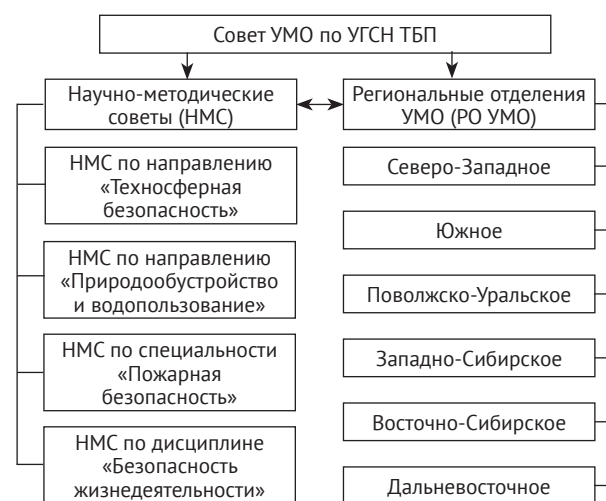 Совет УМО по УГСН ТБП
Научно-методические
советы (НМС)
Региональные отделения
УМО (РО УМО)
НМС по направлению
«Техносферная
безопасность»
НМС по направлению
«Природообустройство
и водопользование»
НМС по специальности
«Пожарная
безопасность»
НМС по дисциплине
«Безопасность
жизнедеятельности»
Северо-Западное
Южное
Поволжско-Уральское
Западно-Сибирское
Восточно-Сибирское
Дальневосточное